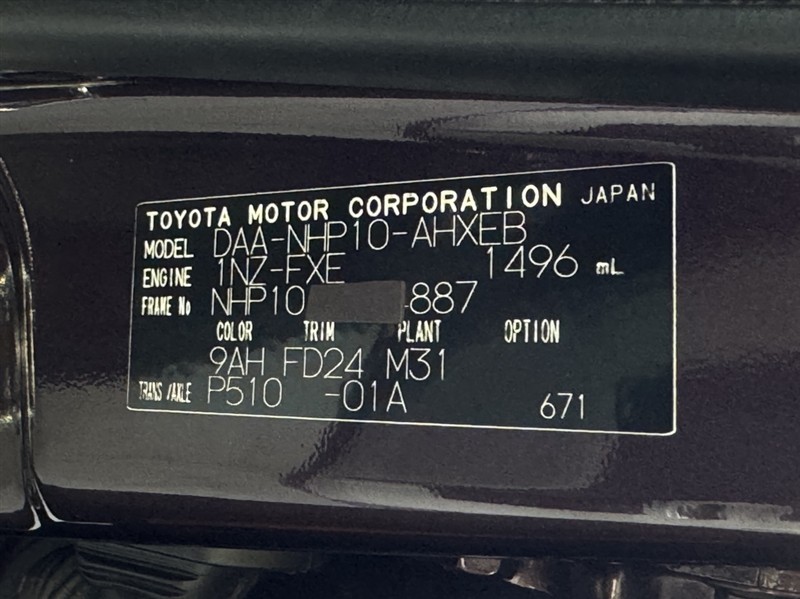 TOYOTA MOTOR CORPORATION JAPAN
MODEL DAA-NHP10-AHXEB
ENGINE 1NZ-FXE 1496 mL
FRAME No NHP10 -887
COLOR TRIM PLANT OPTION
9AH FD24 M31
TRANS/AXLE P510 -01A 671